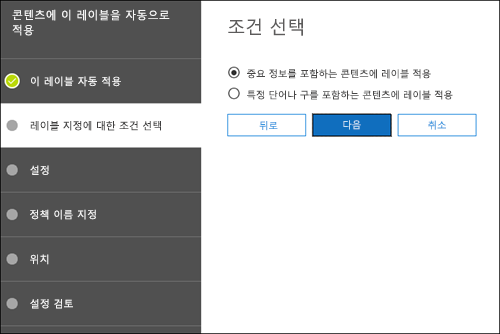 콘텐츠에 이 레이블을 자동으로
적용
이 레이블 자동 적용
레이블 지정에 대한 조건 선택
설정
정책 이름 지정
위치
설정 검토
조건 선택
중요 정보를 포함하는 콘텐츠에 레이블 적용
특정 단어나 구를 포함하는 콘텐츠에 레이블 적용
뒤로
다음
취소